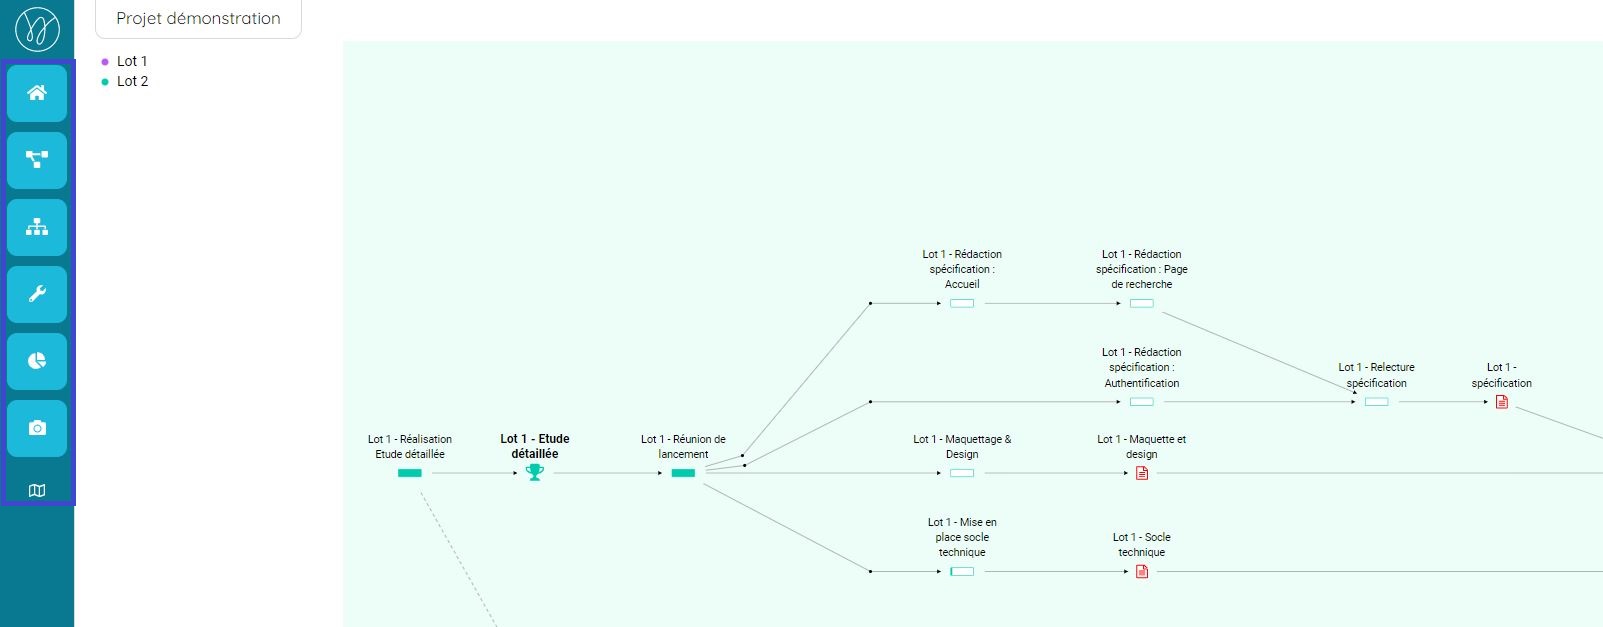 Projet démonstration
Lot 1
Lot 2
Lot 1 - Rédaction
spécification :
Accueil
Lot 1 - Rédaction
spécification : Page
de recherche
Lot 1 - Rédaction
spécification :
Authentification
Lot 1 - Relecture
spécification
Lot 1 -
spécification
Lot 1 - Réalisation
Etude détaillée
Lot 1 - Etude
détaillée
Lot 1 - Réunion de
lancement
Lot 1 - Maquettage &
Design
Lot 1 - Maquette et
design
Lot 1 - Mise en
place socle
technique
Lot 1 - Socle
technique